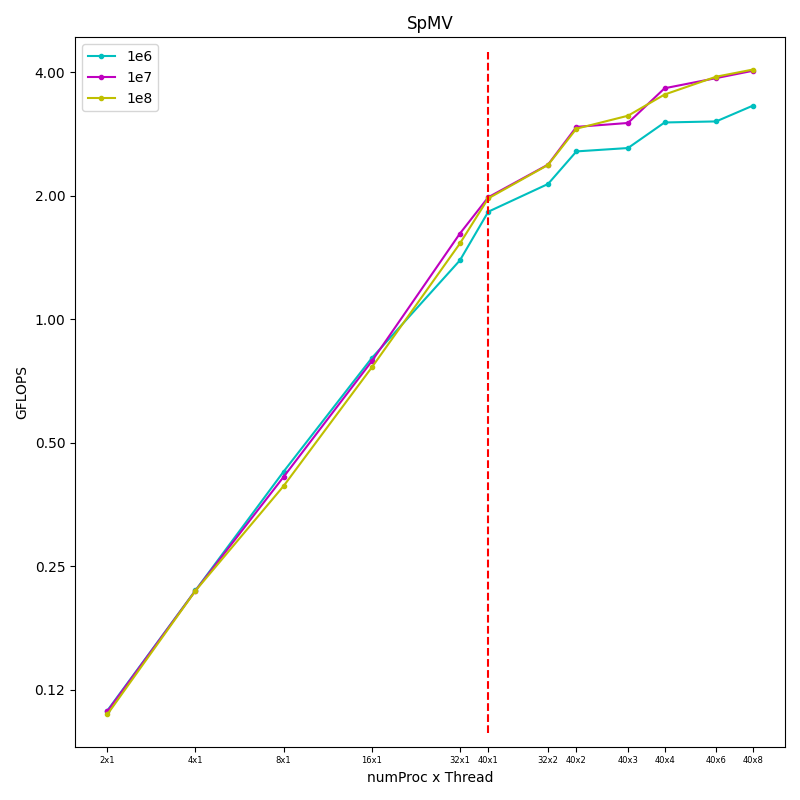 SpMV
1e6
1e7
1e8
4.00
2.00
1.00
0.50
0.25
0.12
GFLOPS
2x1 4x1 8x1 16x1 32x1 40x1 32x2 40x2 40x3 40x4 40x6 40x8
numProc x Thread